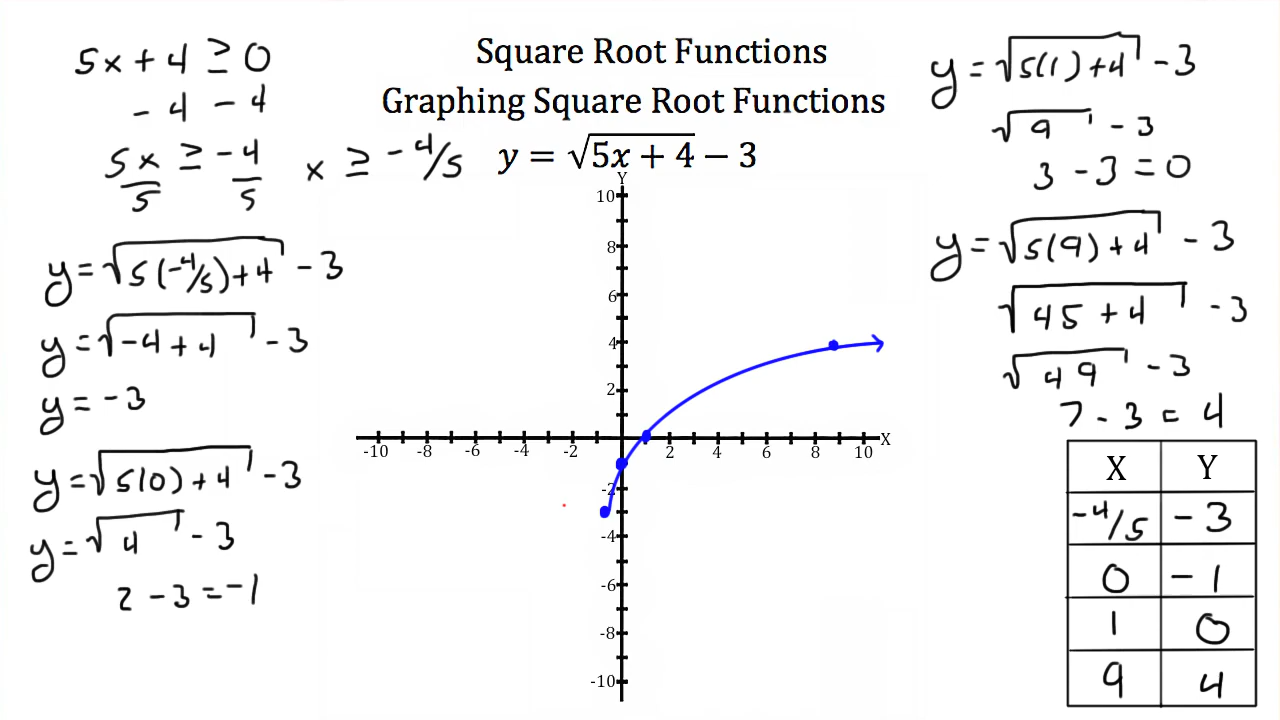 Square Root Functions
Graphing Square Root Functions
y = √(5x + 4) − 3
5x + 4 ≥ 0
- 4 - 4
5x/5 ≥ -4/5
x ≥ -4/5
y = √(5(-4/5) + 4) - 3
y = √(-4 + 4) - 3
y = -3
y = √(5(0) + 4) - 3
y = √4 - 3
2 - 3 = -1
Y
10
8
6
4
2
-10 -8 -6 -4 -2 2 4 6 8 10 X
-2
-4
-6
-8
-10
y = √(5(1) + 4) - 3
√9 - 3
3 - 3 = 0
y = √(5(9) + 4) - 3
√(45 + 4) - 3
√49 - 3
7 - 3 = 4
X Y
-4/5 -3
0 -1
1 0
9 4